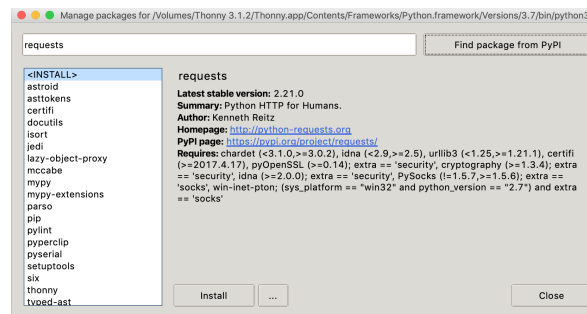 Manage packages for /Volumes/Thonny 3.1.2/Thonny.app/Contents/Frameworks/Python.framework/Versions/3.7/bin/python3
requests
Find package from PyPI
<INSTALL>
astroid
asttokens
certifi
docutils
isort
jedi
lazy-object-proxy
mccabe
mypy
mypy-extensions
parso
pip
pylint
pyperclip
pyserial
setuptools
six
thonny
typed-ast
requests
Latest stable version: 2.21.0
Summary: Python HTTP for Humans.
Author: Kenneth Reitz
Homepage: http://python-requests.org
PyPI page: https://pypi.org/project/requests/
Requires: chardet (<3.1.0,>=3.0.2), idna (<2.9,>=2.5), urllib3 (<1.25,>=1.21.1), certifi
(>=2017.4.17), pyOpenSSL (>=0.14); extra == 'security', cryptography (>=1.3.4); extra
== 'security', idna (>=2.0.0); extra == 'security', PySocks (!=1.5.7,>=1.5.6); extra ==
'socks', win-inet-pton; (sys_platform == "win32" and python_version == "2.7") and extra
== 'socks'
Install
...
Close